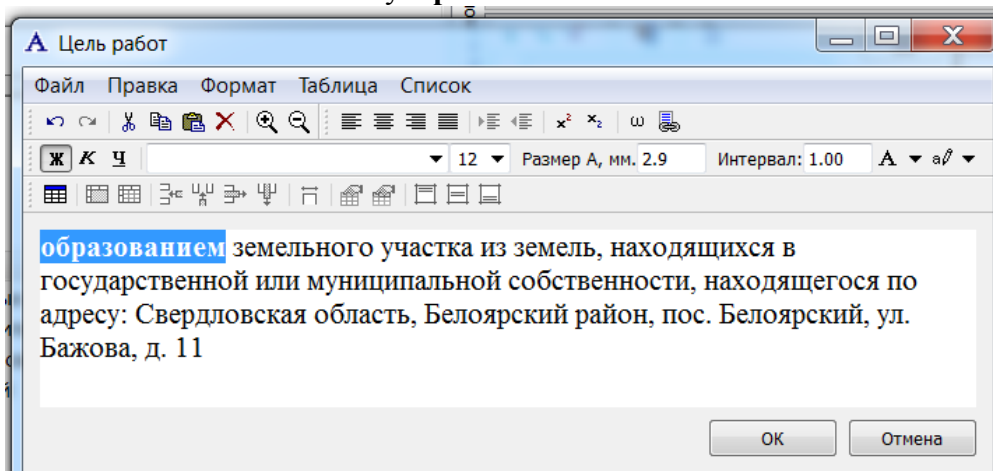 A Цель работ
Файл Правка Формат Таблица Список
x² x₂ ω
Ж К Ч 12 Размер А, мм. 2.9 Интервал: 1.00 A a
образованием земельного участка из земель, находящихся в
государственной или муниципальной собственности, находящегося по
адресу: Свердловская область, Белоярский район, пос. Белоярский, ул.
Бажова, д. 11
ОК Отмена